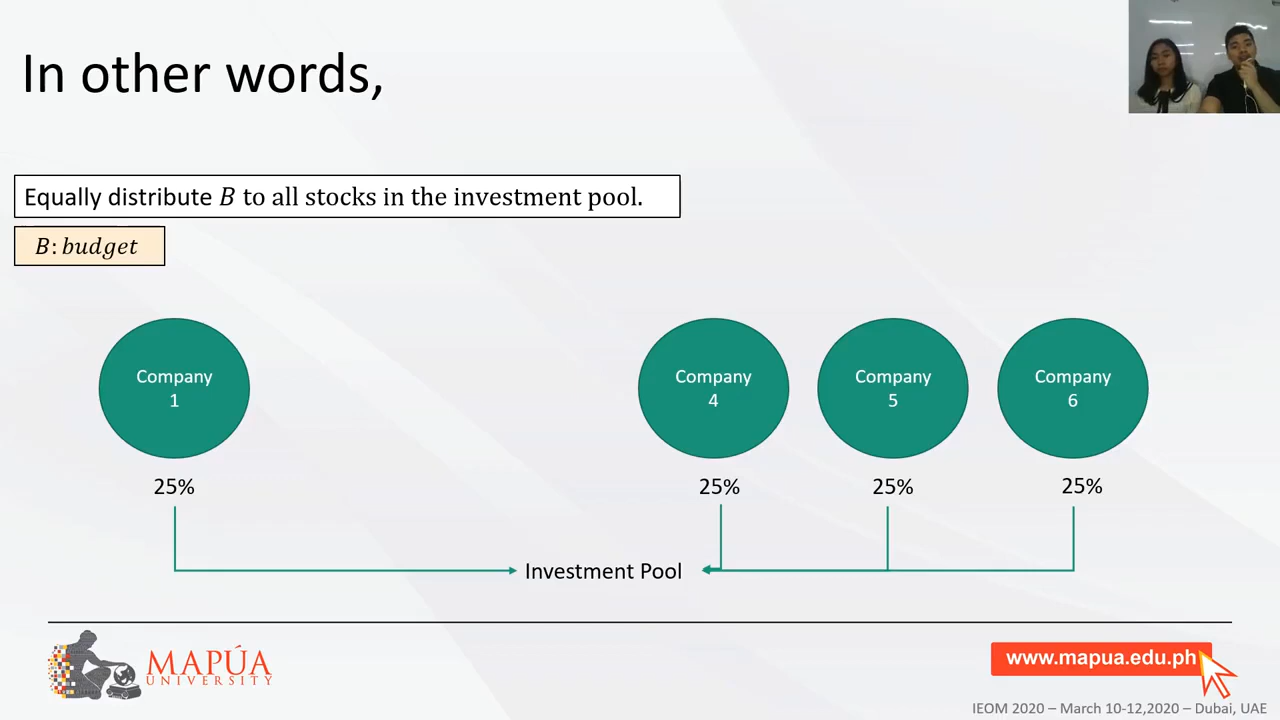 In other words,
Equally distribute B to all stocks in the investment pool.
B: budget
Company
1
Company
4
Company
5
Company
6
25%
25%
25%
25%
Investment Pool
MAPÚA
UNIVERSITY
www.mapua.edu.ph
IEOM 2020 – March 10-12,2020 – Dubai, UAE